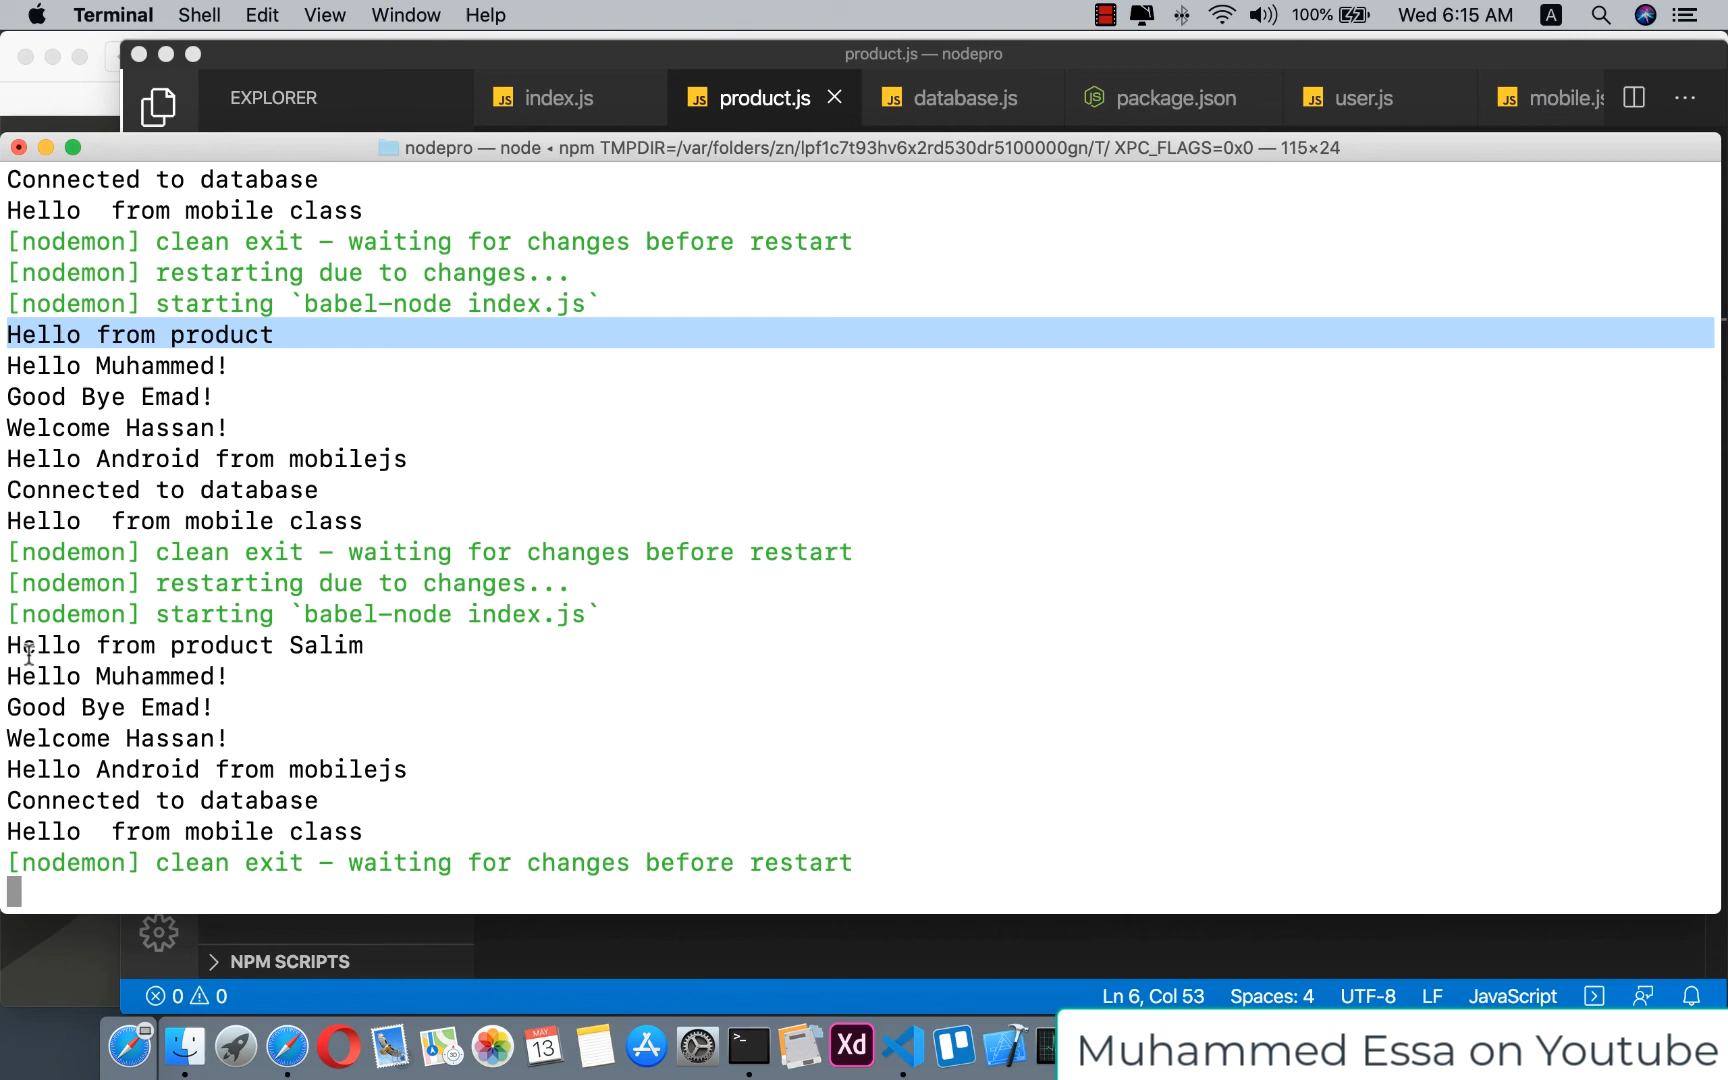 Terminal Shell Edit View Window Help 100% Wed 6:15 AM A
product.js — nodepro
EXPLORER JS index.js JS product.js JS database.js JS package.json JS user.js JS mobile.js
nodepro — node ◂ npm TMPDIR=/var/folders/zn/lpf1c7t93hv6x2rd530dr5100000gn/T/ XPC_FLAGS=0x0 — 115×24
Connected to database
Hello  from mobile class
[nodemon] clean exit - waiting for changes before restart
[nodemon] restarting due to changes...
[nodemon] starting `babel-node index.js`
Hello from product
Hello Muhammed!
Good Bye Emad!
Welcome Hassan!
Hello Android from mobilejs
Connected to database
Hello  from mobile class
[nodemon] clean exit - waiting for changes before restart
[nodemon] restarting due to changes...
[nodemon] starting `babel-node index.js`
Hello from product Salim
Hello Muhammed!
Good Bye Emad!
Welcome Hassan!
Hello Android from mobilejs
Connected to database
Hello  from mobile class
[nodemon] clean exit - waiting for changes before restart
NPM SCRIPTS
0 0 Ln 6, Col 53 Spaces: 4 UTF-8 LF JavaScript
MAY
13
Xd
Muhammed Essa on Youtube